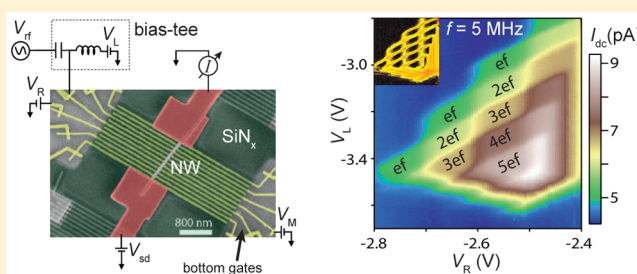 V_rf
bias-tee
V_L
V_R
I
SiN_x
NW
800 nm
V_M
V_sd
bottom gates
f = 5 MHz
I_dc (pA)
9
7
5
V_L (V)
-3.0
-3.4
-3.8
ef
2ef
ef
3ef
2ef
4ef
ef
3ef
5ef
-2.8
-2.6
-2.4
V_R (V)